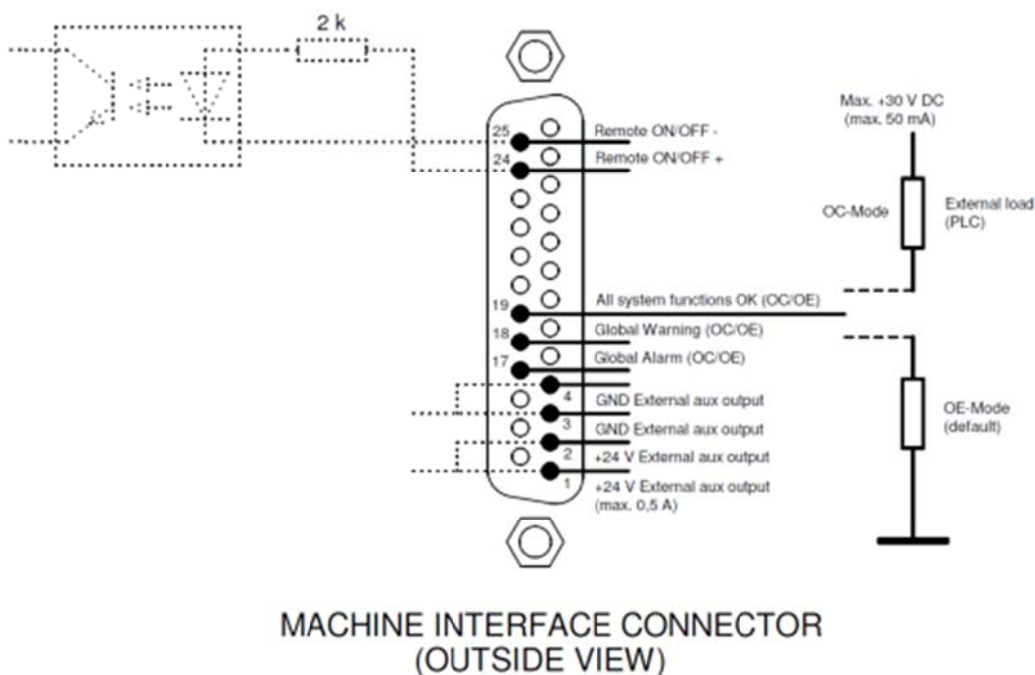 2 k
Max. +30 V DC
(max. 50 mA)
25
Remote ON/OFF -
24
Remote ON/OFF +
OC-Mode
External load
(PLC)
19
All system functions OK (OC/OE)
18
Global Warning (OC/OE)
17
Global Alarm (OC/OE)
4
GND External aux output
3
GND External aux output
2
+24 V External aux output
1
+24 V External aux output
(max. 0,5 A)
OE-Mode
(default)
MACHINE INTERFACE CONNECTOR
(OUTSIDE VIEW)